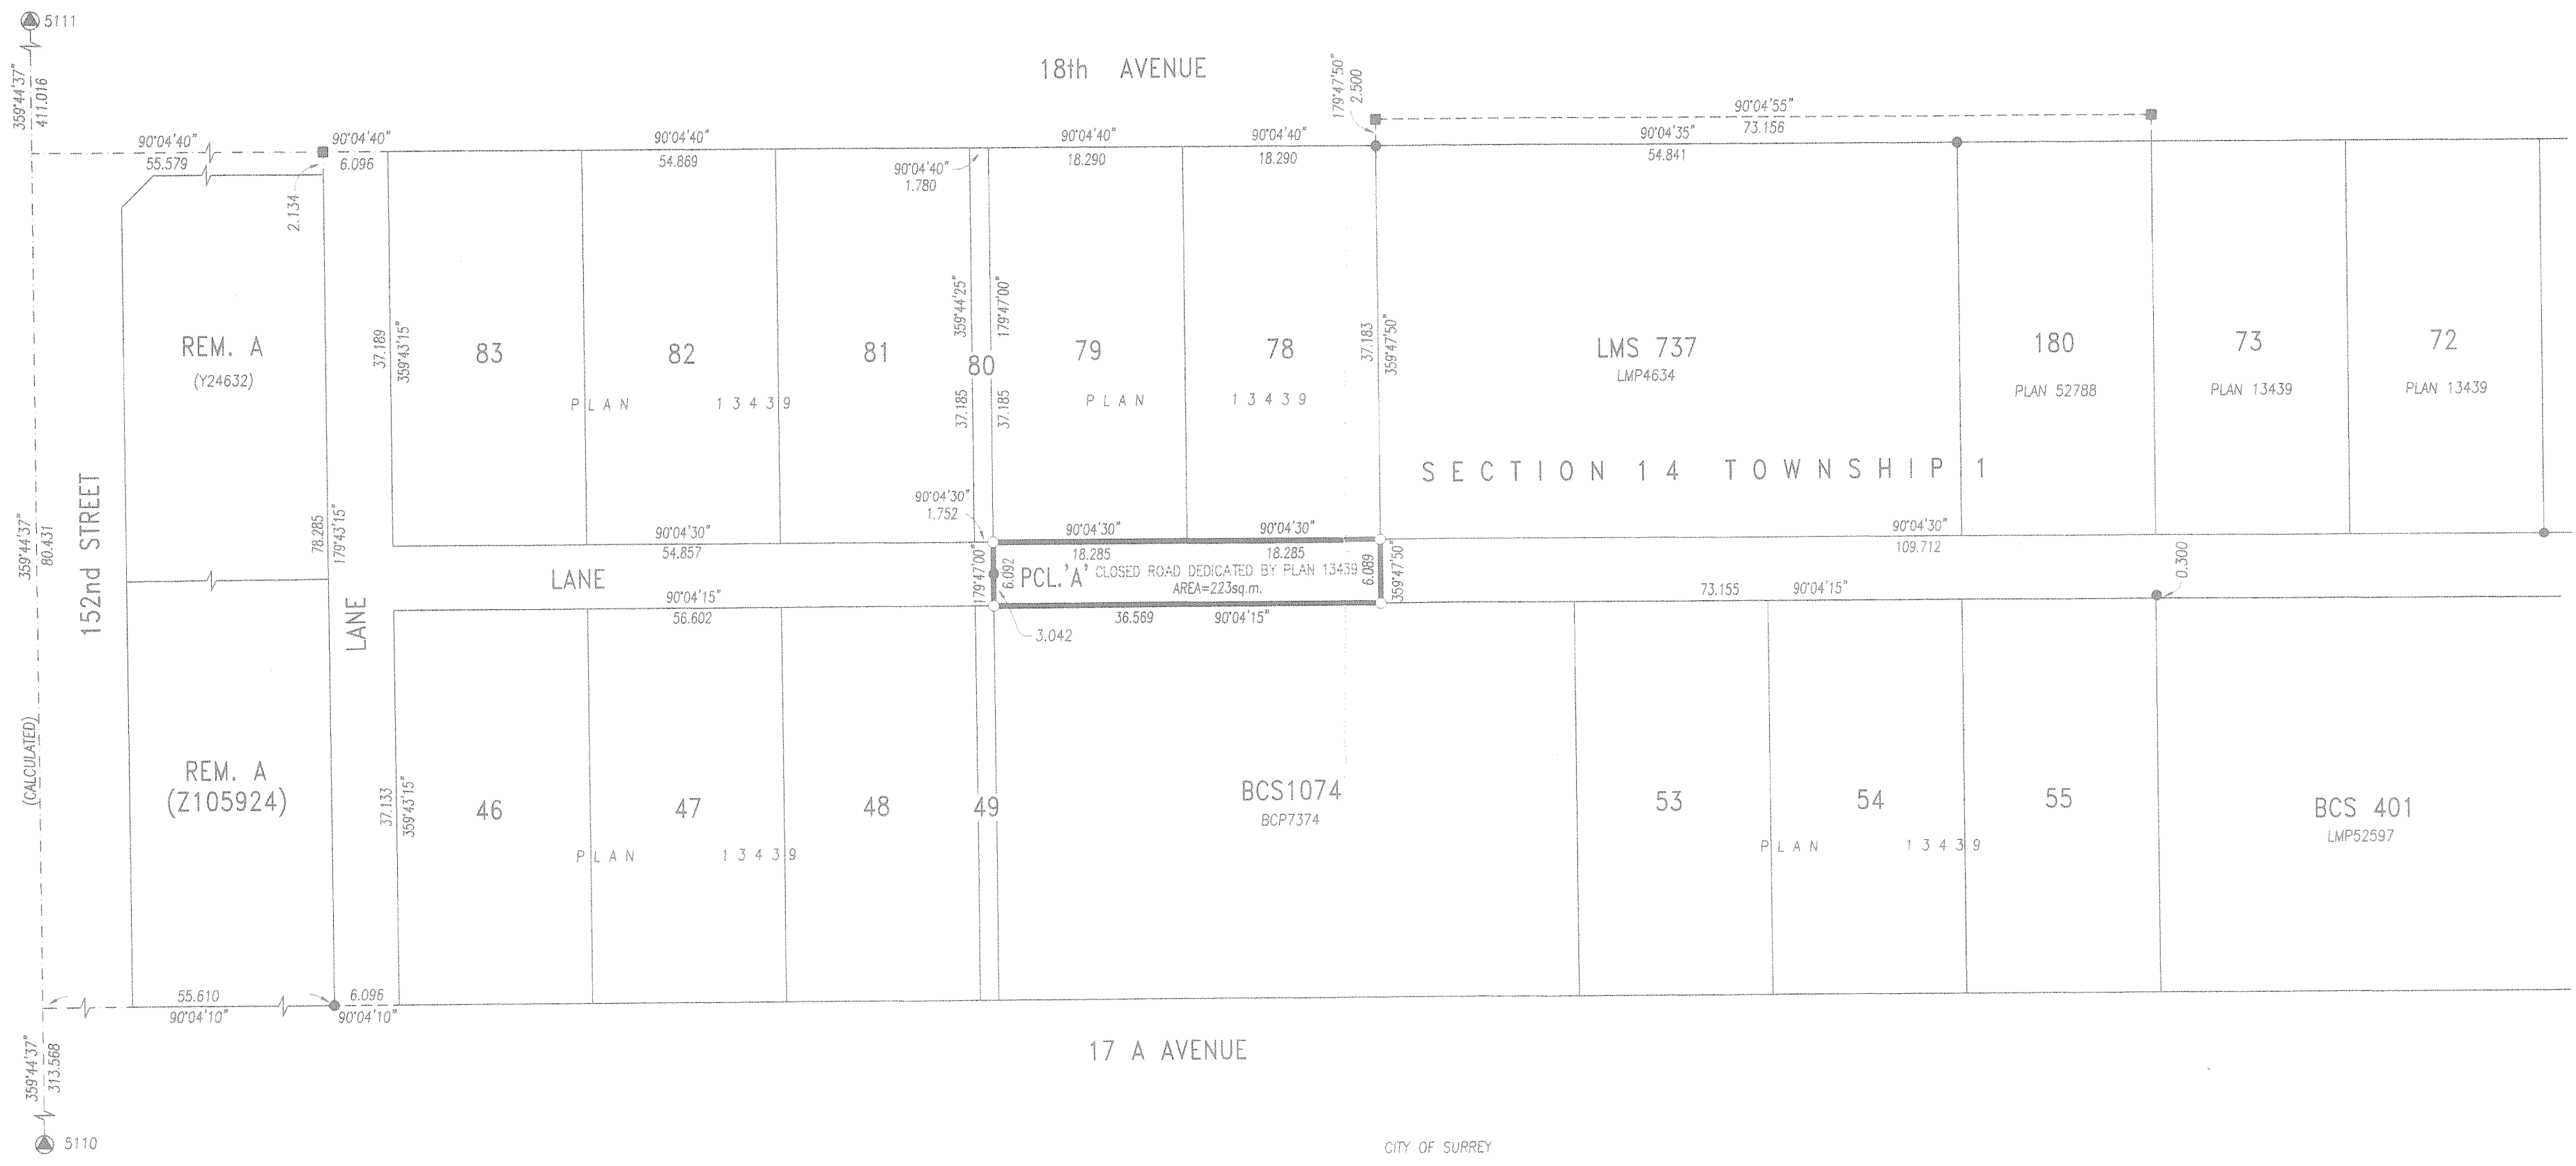 5111
359°44'37"
411.016
18th AVENUE
179°47'50"
2.500
90°04'55"
73.156
90°04'40"
55.579
90°04'40"
6.096
90°04'40"
54.869
90°04'40"
1.780
90°04'40"
18.290
90°04'40"
18.290
90°04'35"
54.841
2.134
REM. A
(Y24632)
37.189
359°43'15"
83
82
81
80
79
78
359°44'25"
37.185
179°47'00"
37.185
37.183
359°47'50"
LMS 737
LMP4634
180
PLAN 52788
73
PLAN 13439
72
PLAN 13439
PLAN 13439
PLAN 13439
SECTION 14 TOWNSHIP 1
152nd STREET
359°44'37"
80.431
78.285
179°43'15"
90°04'30"
1.752
90°04'30"
54.857
90°04'30"
18.285
90°04'30"
18.285
90°04'30"
109.712
LANE
179°47'00"
6.092
PCL.'A' CLOSED ROAD DEDICATED BY PLAN 13439
AREA=223sq.m.
6.089
359°47'50"
0.300
90°04'15"
56.602
3.042
36.569 90°04'15"
73.155 90°04'15"
LANE
(CALCULATED)
REM. A
(Z105924)
37.133
359°43'15"
46
47
48
49
PLAN 13439
BCS1074
BCP7374
53
54
55
PLAN 13439
BCS 401
LMP52597
55.610
90°04'10"
6.096
90°04'10"
359°44'37"
313.568
17 A AVENUE
5110
CITY OF SURREY